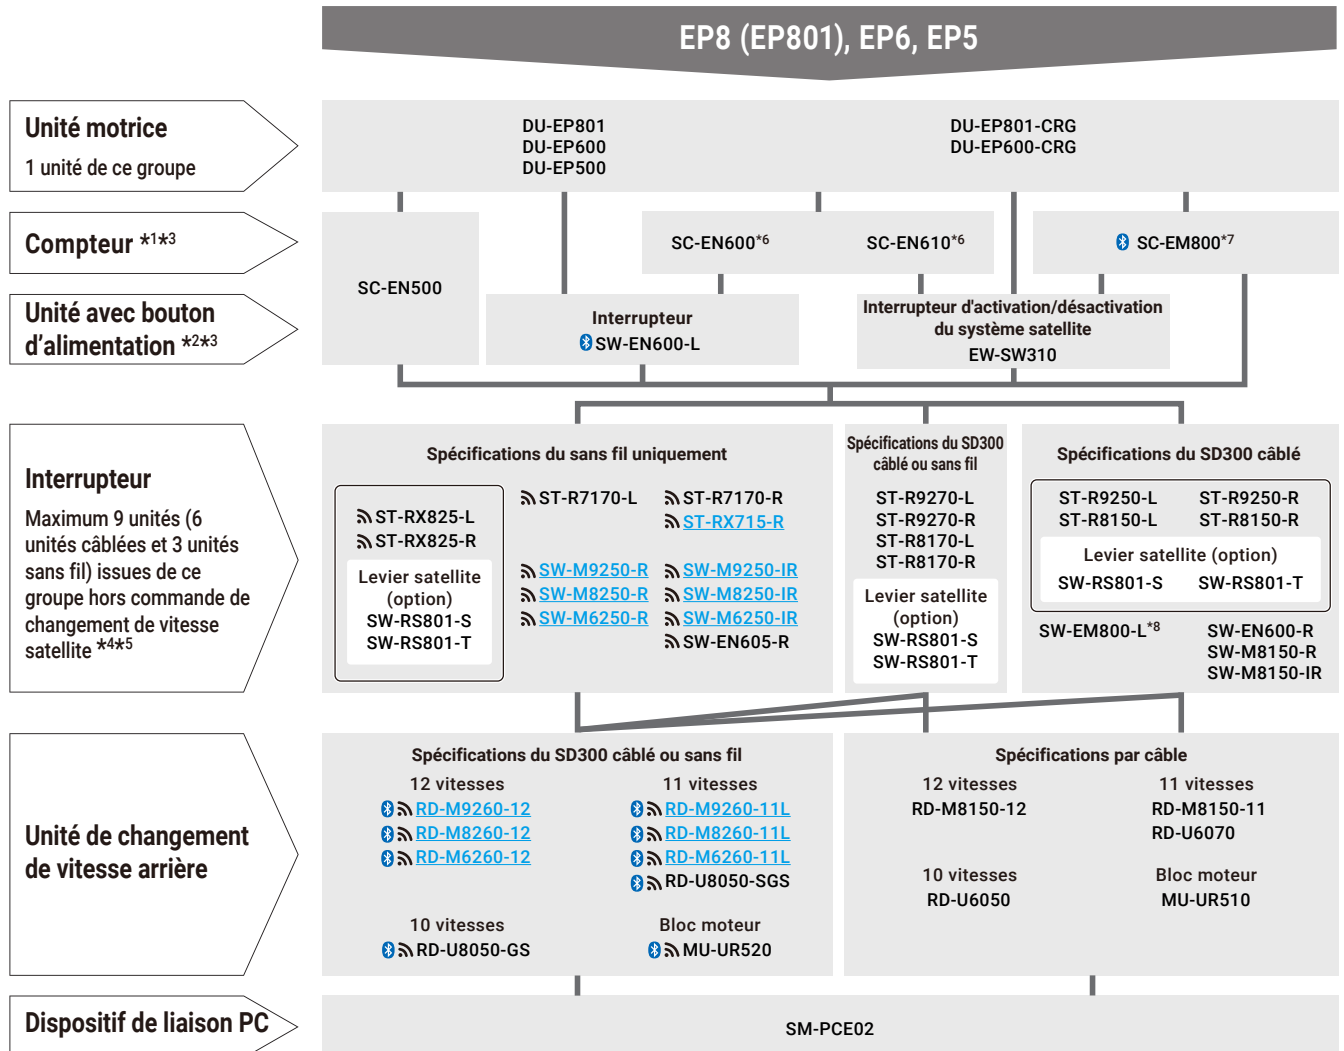 EP8 (EP801), EP6, EP5
Unité motrice
1 unité de ce groupe
DU-EP801
DU-EP600
DU-EP500
DU-EP801-CRG
DU-EP600-CRG
Compteur *1*3
SC-EN500
SC-EN600*6
SC-EN610*6
SC-EM800*7
Unité avec bouton
d'alimentation *2*3
Interrupteur
SW-EN600-L
Interrupteur d'activation/désactivation
du système satellite
EW-SW310
Interrupteur
Maximum 9 unités (6
unités câblées et 3 unités
sans fil) issues de ce
groupe hors commande de
changement de vitesse
satellite *4*5
Spécifications du sans fil uniquement
ST-RX825-L
ST-RX825-R
Levier satellite
(option)
SW-RS801-S
SW-RS801-T
ST-R7170-L
ST-R7170-R
ST-RX715-R
SW-M9250-R
SW-M9250-IR
SW-M8250-R
SW-M8250-IR
SW-M6250-R
SW-M6250-IR
SW-EN605-R
Spécifications du SD300
câblé ou sans fil
ST-R9270-L
ST-R9270-R
ST-R8170-L
ST-R8170-R
Levier satellite
(option)
SW-RS801-S
SW-RS801-T
Spécifications du SD300 câblé
ST-R9250-L
ST-R9250-R
ST-R8150-L
ST-R8150-R
Levier satellite (option)
SW-RS801-S
SW-RS801-T
SW-EM800-L*8
SW-EN600-R
SW-M8150-R
SW-M8150-IR
Unité de changement
de vitesse arrière
Spécifications du SD300 câblé ou sans fil
12 vitesses
RD-M9260-12
RD-M8260-12
RD-M6260-12
11 vitesses
RD-M9260-11L
RD-M8260-11L
RD-M6260-11L
RD-U8050-SGS
10 vitesses
RD-U8050-GS
Bloc moteur
MU-UR520
Spécifications par câble
12 vitesses
RD-M8150-12
11 vitesses
RD-M8150-11
RD-U6070
10 vitesses
RD-U6050
Bloc moteur
MU-UR510
Dispositif de liaison PC
SM-PCE02